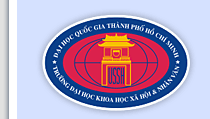 ĐẠI HỌC QUỐC GIA THÀNH PHỐ HỒ CHÍ MINH
USSH
TRƯỜNG ĐẠI HỌC KHOA HỌC XÃ HỘI & NHÂN VĂN